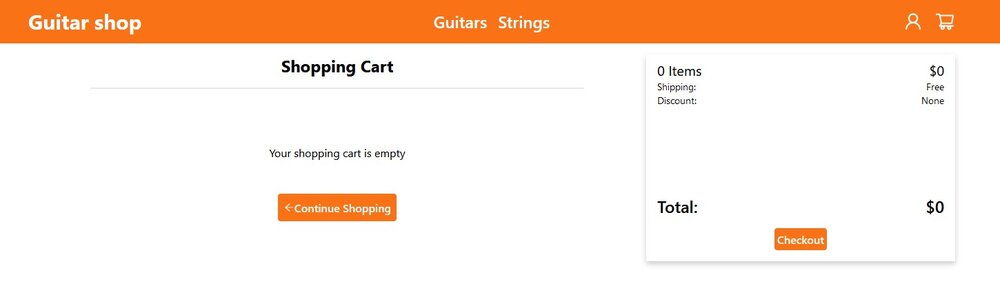 Guitar shop
Guitars Strings
Shopping Cart
Your shopping cart is empty
Continue Shopping
0 Items $0
Shipping: Free
Discount: None
Total: $0
Checkout